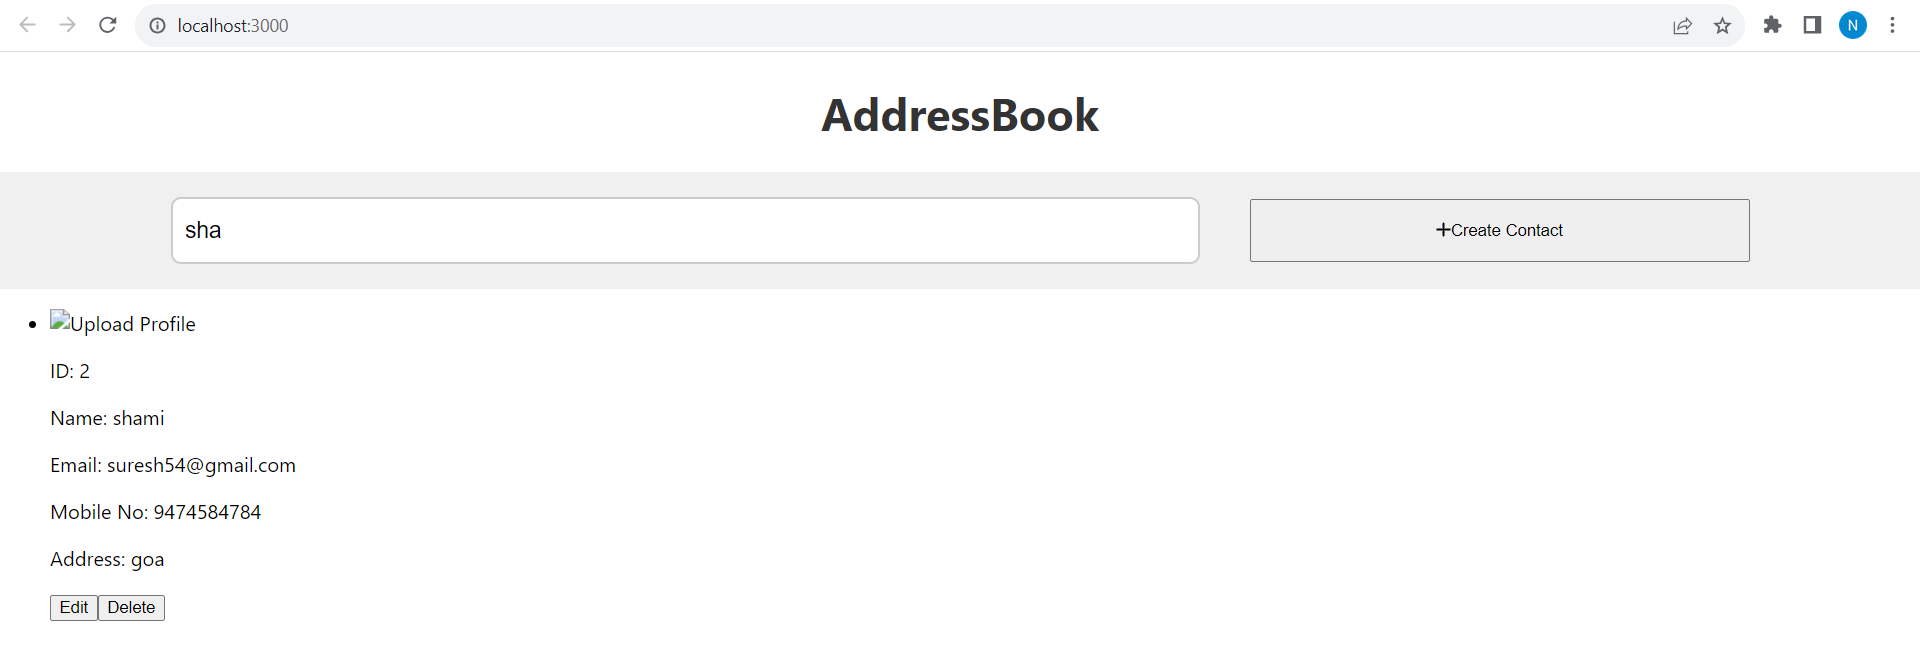 localhost:3000
N
AddressBook
sha
+Create Contact
Upload Profile
ID: 2
Name: shami
Email: suresh54@gmail.com
Mobile No: 9474584784
Address: goa
Edit Delete